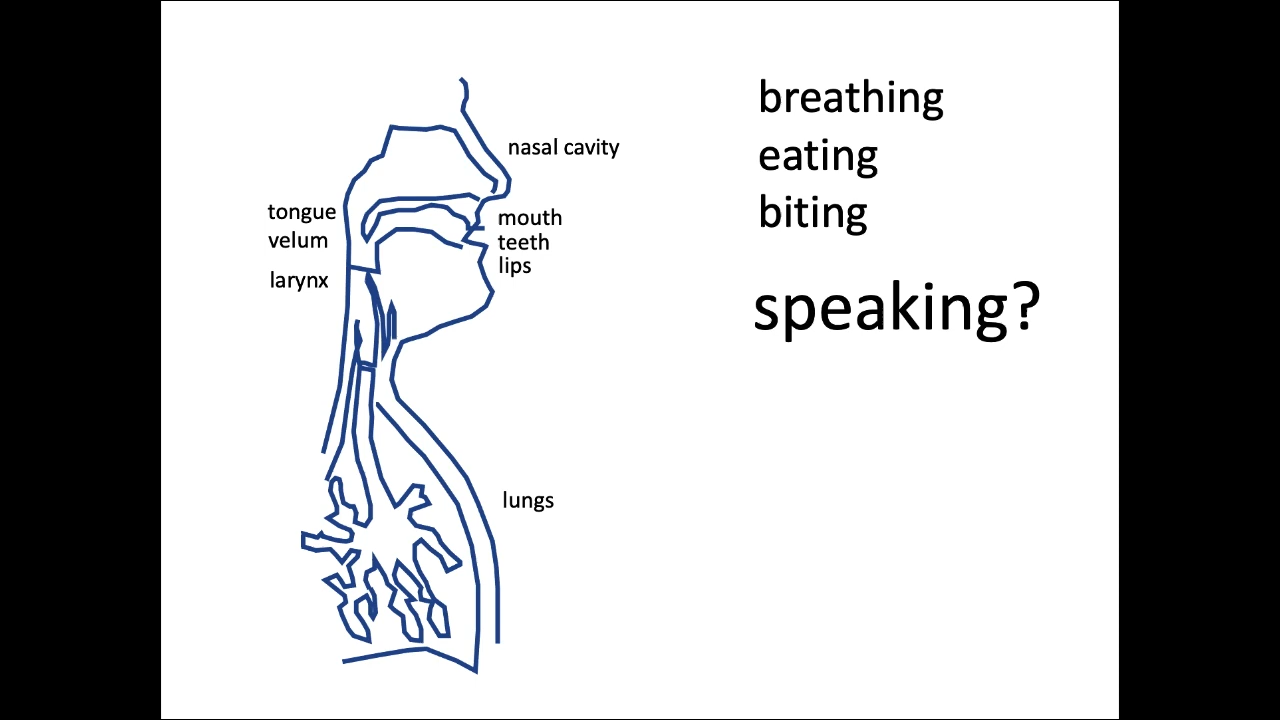 nasal cavity
tongue
velum
larynx
mouth
teeth
lips
lungs
breathing
eating
biting
speaking?